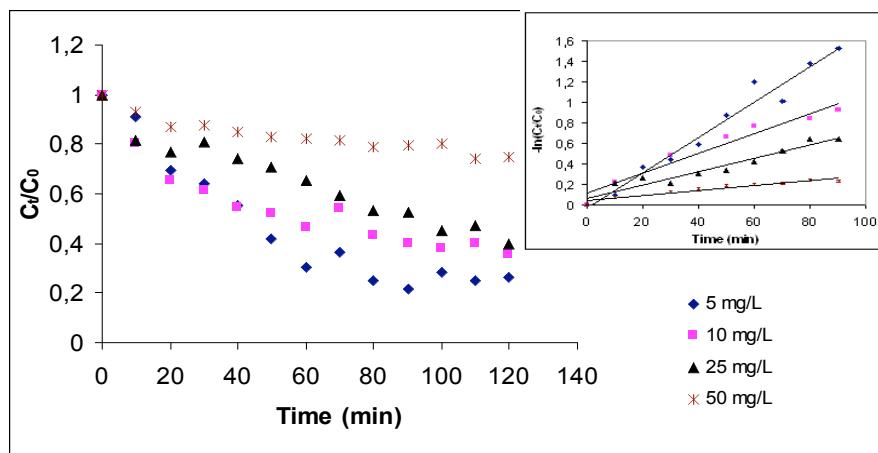 1,2
1
0,8
0,6
0,4
0,2
0
Ct/C0
0 20 40 60 80 100 120 140
Time (min)
1,6
1,4
1,2
1
0,8
0,6
0,4
0,2
0
-ln(Ct/C0)
0 20 40 60 80 100
Time (min)
5 mg/L
10 mg/L
25 mg/L
50 mg/L